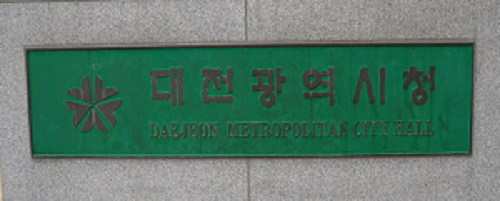 대전광역시청
DAEJEON METROPOLITAN CITY HALL